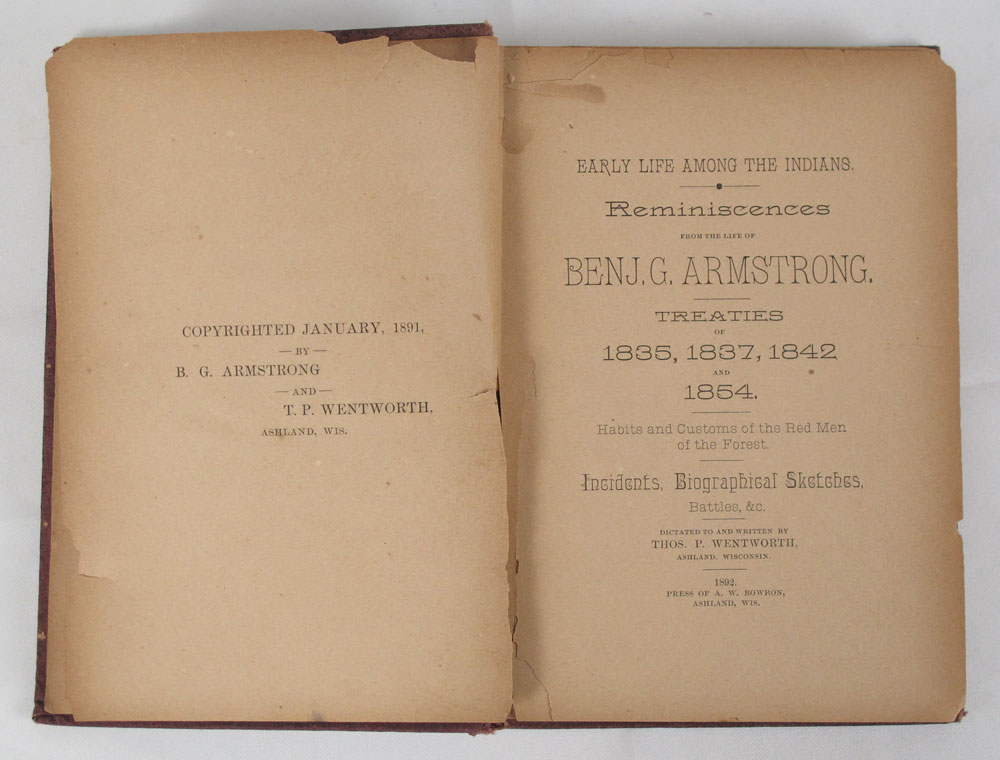 COPYRIGHTED JANUARY, 1891,
— BY —
B. G. ARMSTRONG
— AND —
T. P. WENTWORTH,
ASHLAND, WIS.
EARLY LIFE AMONG THE INDIANS.
Reminiscences
FROM THE LIFE OF
BENJ. G. ARMSTRONG.
TREATIES
OF
1835, 1837, 1842
AND
1854.
Habits and Customs of the Red Men
of the Forest.
Incidents, Biographical Sketches,
Battles, &c.
DICTATED TO AND WRITTEN BY
THOS. P. WENTWORTH,
ASHLAND, WISCONSIN.
1892.
PRESS OF A. W. BOWRON,
ASHLAND, WIS.